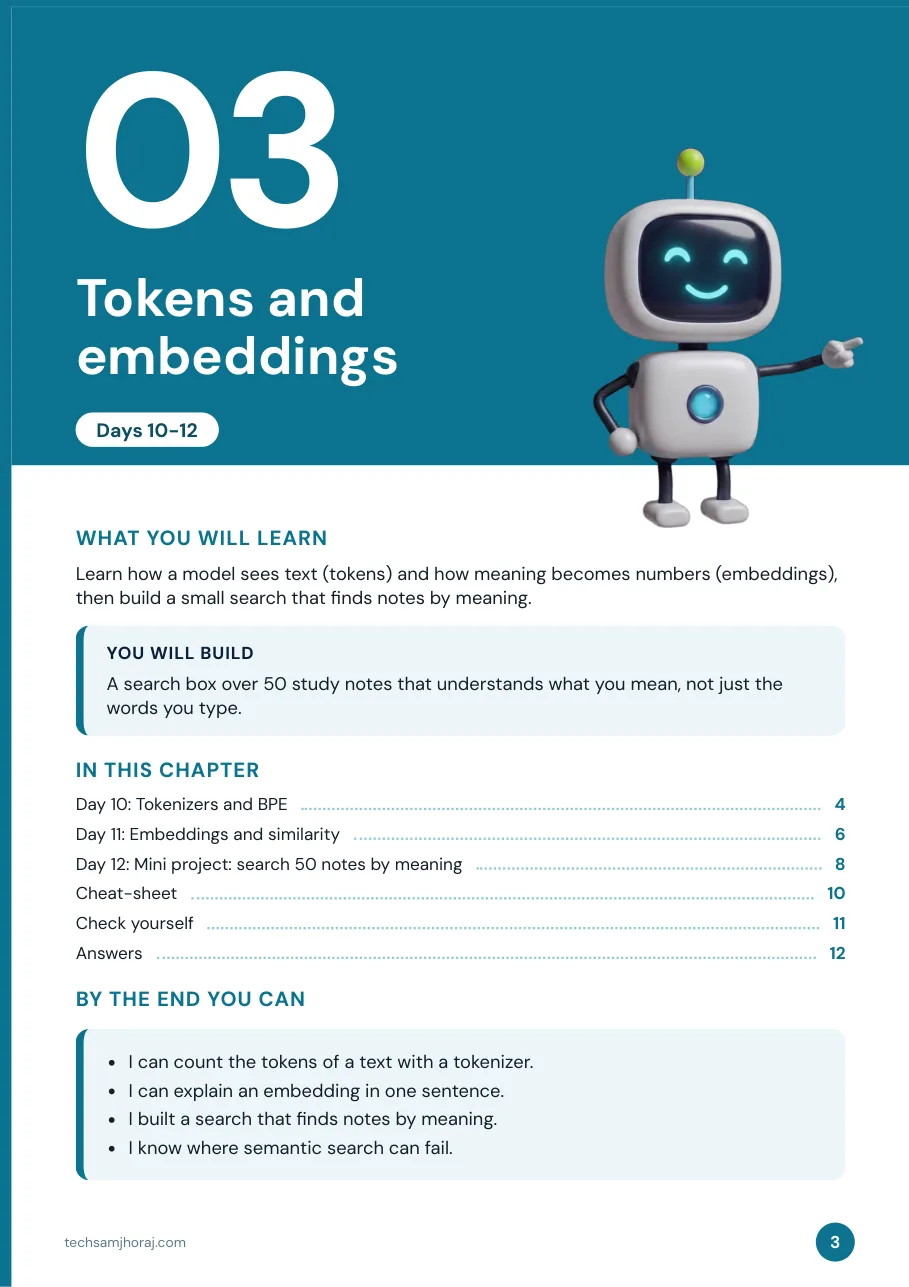 03
Tokens and
embeddings
Days 10-12
WHAT YOU WILL LEARN
Learn how a model sees text (tokens) and how meaning becomes numbers (embeddings),
then build a small search that finds notes by meaning.
YOU WILL BUILD
A search box over 50 study notes that understands what you mean, not just the
words you type.
IN THIS CHAPTER
Day 10: Tokenizers and BPE 4
Day 11: Embeddings and similarity 6
Day 12: Mini project: search 50 notes by meaning 8
Cheat-sheet 10
Check yourself 11
Answers 12
BY THE END YOU CAN
• I can count the tokens of a text with a tokenizer.
• I can explain an embedding in one sentence.
• I built a search that finds notes by meaning.
• I know where semantic search can fail.
techsamjhoraj.com 3